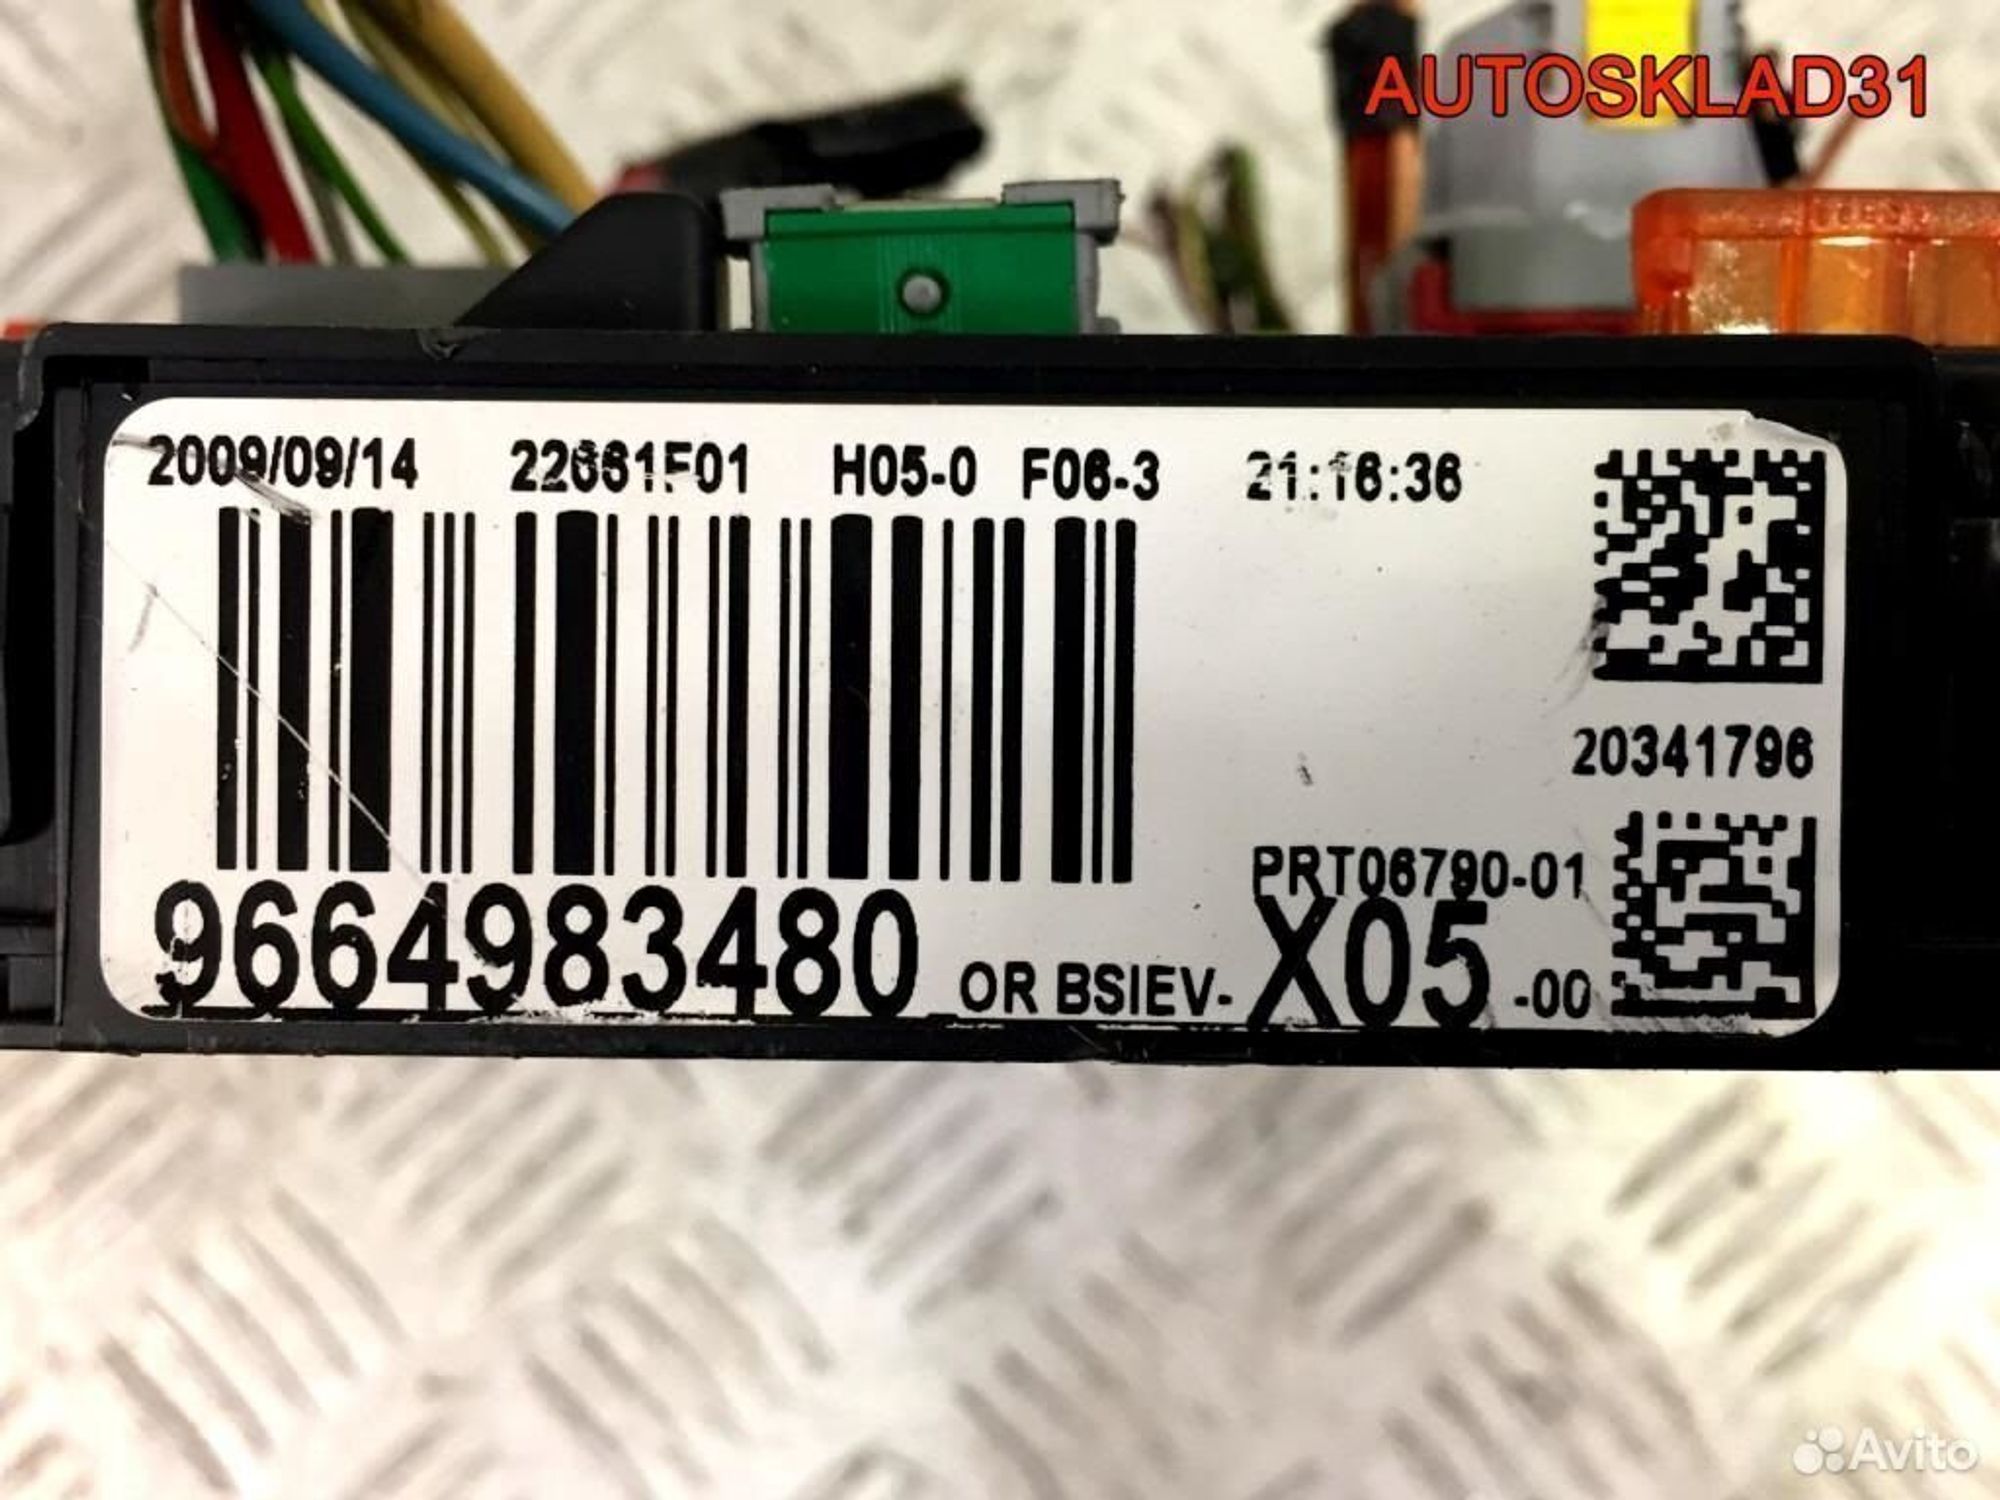 AUTOSKLAD31
2009/09/14 22661F01 H05-0 F06-3 21:16:36
20341796
PRT06790-01
9664983480 OR BSIEV-X05-00
Avito